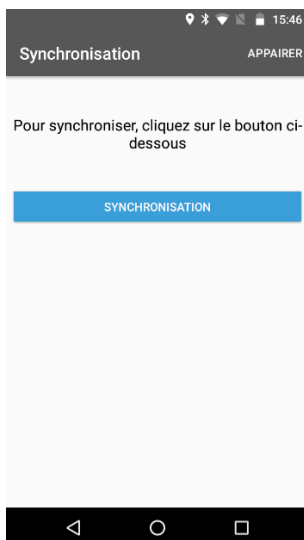 15:46
Synchronisation APPAIRER
Pour synchroniser, cliquez sur le bouton ci-
dessous
SYNCHRONISATION